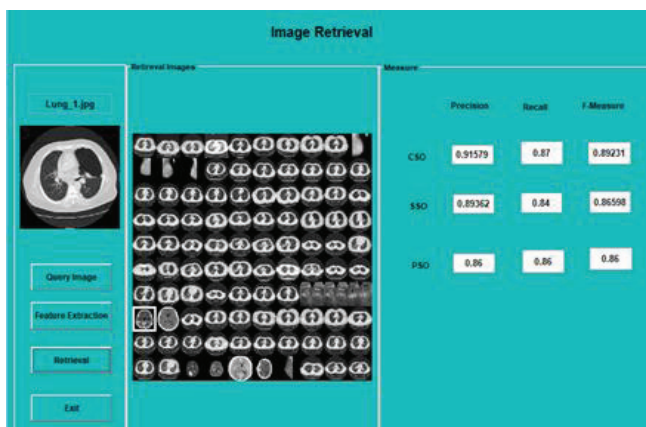 Image Retrieval
Retrieval Images
Measure
Lung_1.jpg
Precision Recall F-Measure
CSO 0.91579 0.87 0.89231
SSO 0.89362 0.84 0.86598
PSO 0.86 0.86 0.86
Query Image
Feature Extraction
Retrieval
Exit